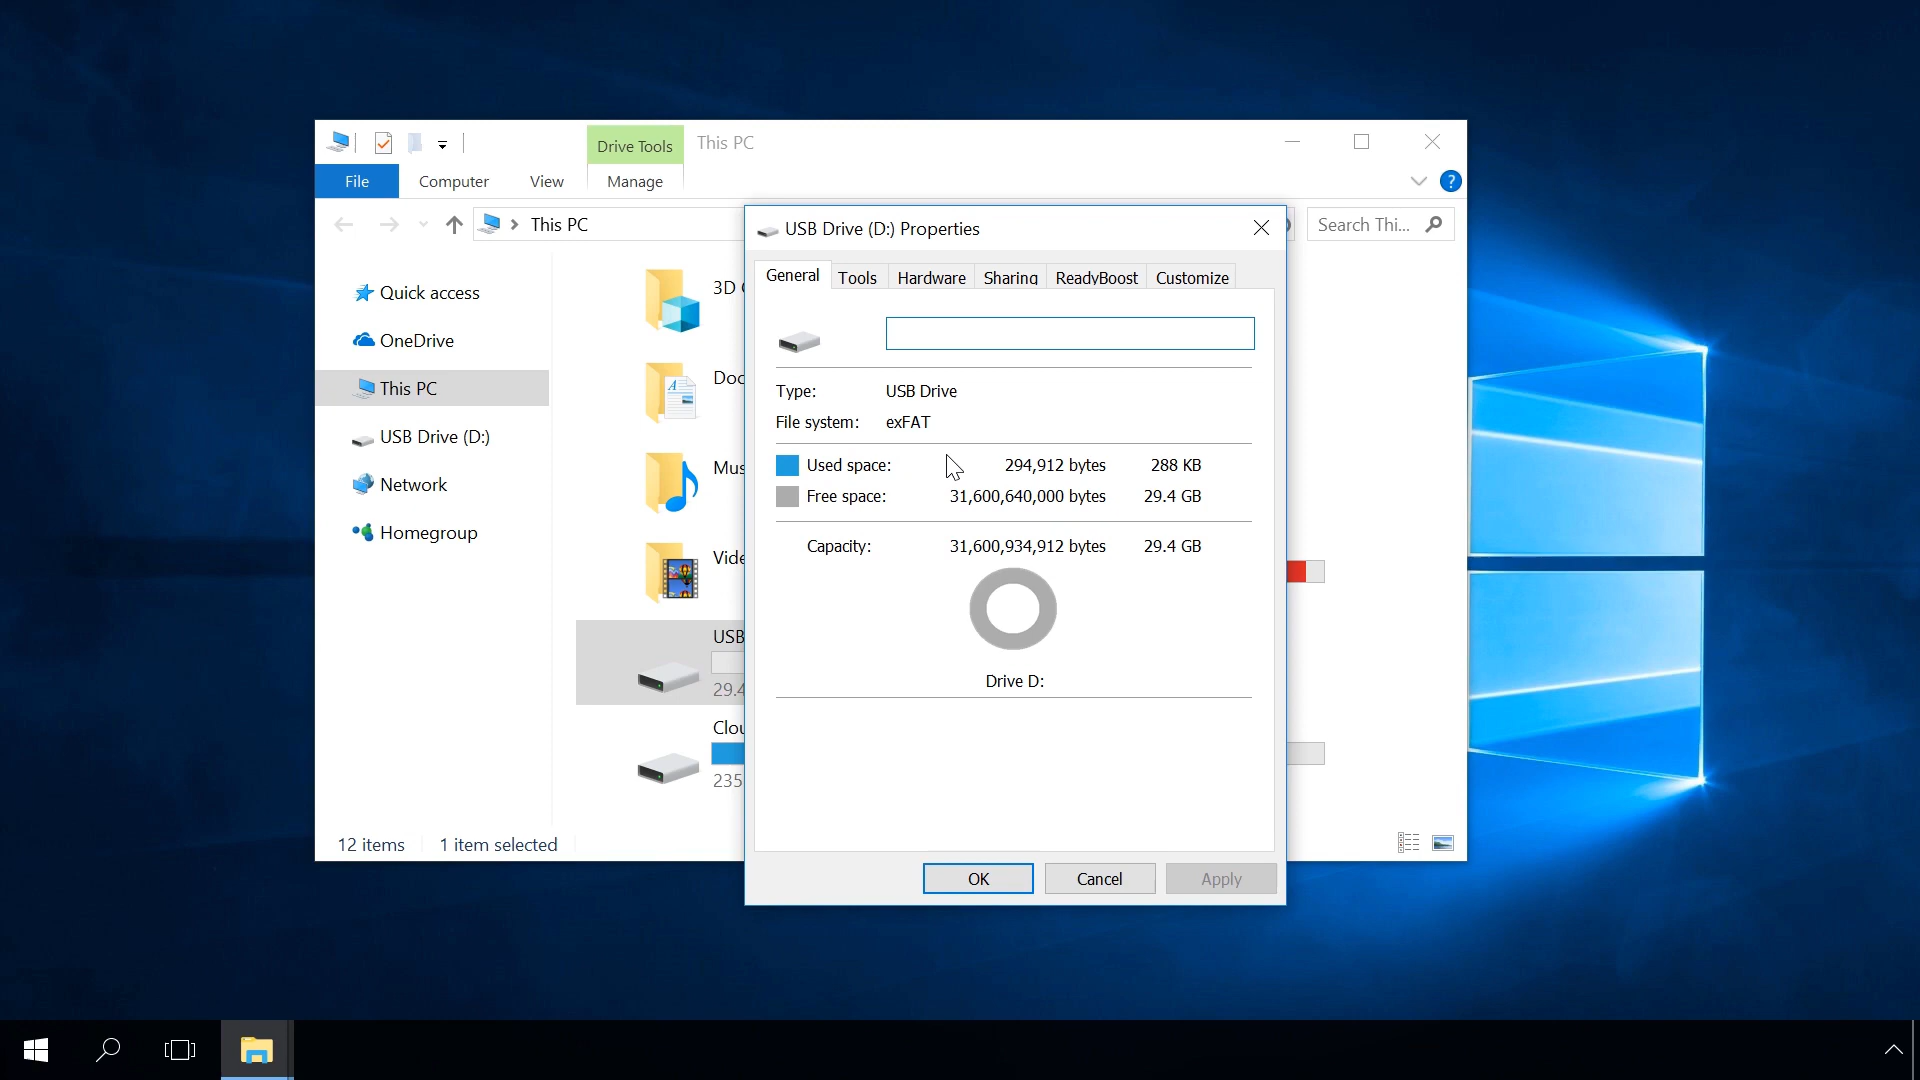 Drive Tools
This PC
File
Computer
View
Manage
?
This PC
Search Thi...
Quick access
OneDrive
This PC
USB Drive (D:)
Network
Homegroup
3D
Doc
Mus
Vide
USB
29.4
Clou
235
12 items
1 item selected
USB Drive (D:) Properties
General
Tools
Hardware
Sharing
ReadyBoost
Customize
Type: USB Drive
File system: exFAT
Used space: 294,912 bytes 288 KB
Free space: 31,600,640,000 bytes 29.4 GB
Capacity: 31,600,934,912 bytes 29.4 GB
Drive D:
OK
Cancel
Apply